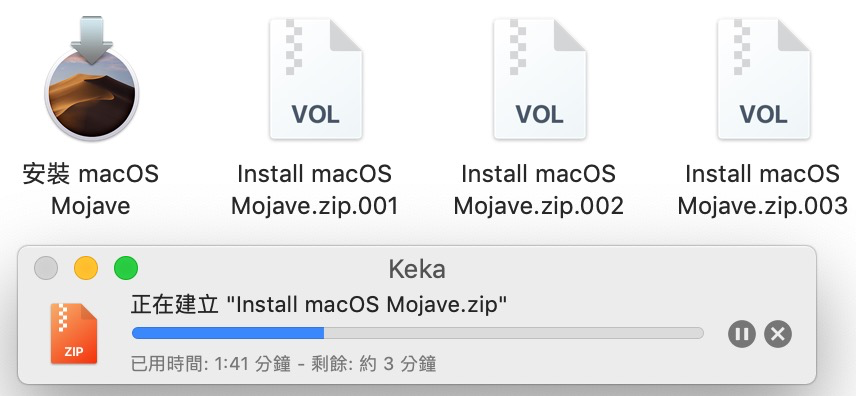 安裝 macOS
Mojave
VOL
Install macOS
Mojave.zip.001
VOL
Install macOS
Mojave.zip.002
VOL
Install macOS
Mojave.zip.003
Keka
正在建立 "Install macOS Mojave.zip"
ZIP
已用時間: 1:41 分鐘 - 剩餘: 約 3 分鐘